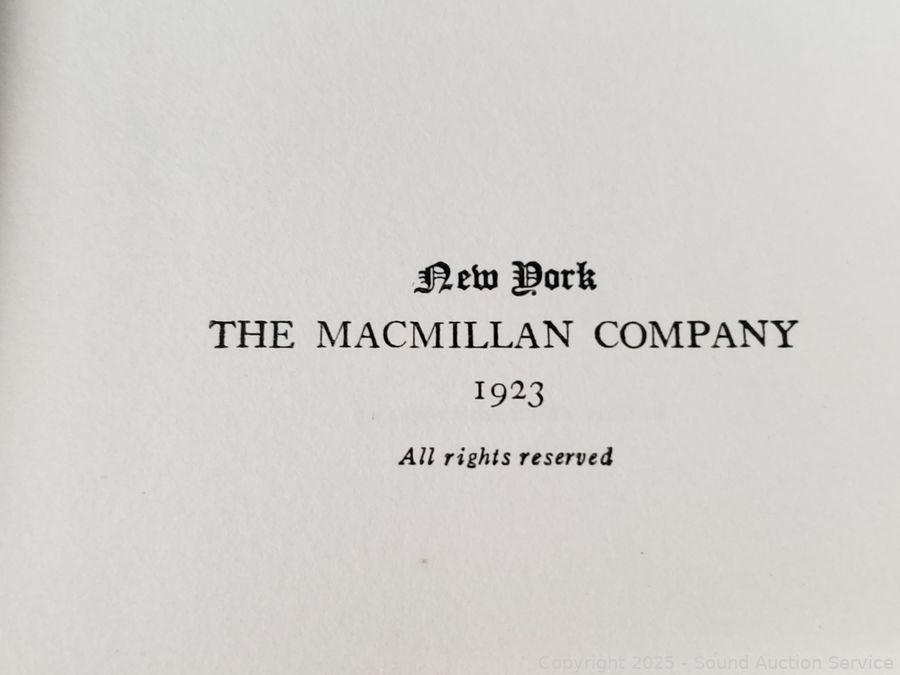 New York
THE MACMILLAN COMPANY
1923
All rights reserved
Copyright 2025 - Sound Auction Service